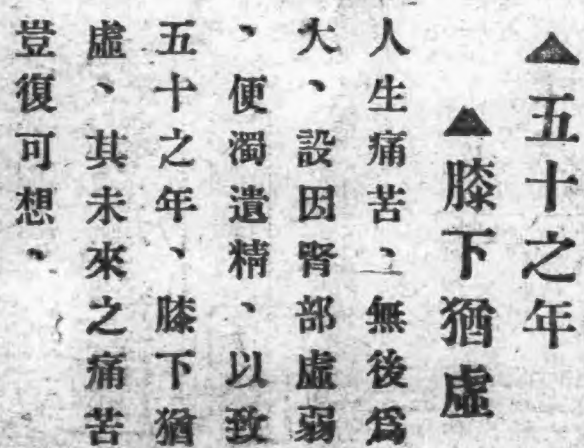 ▲五十之年
▲膝下猶虛
人生痛苦、無後爲
大、設因腎部虛弱
、便濁遺精、以致
五十之年、膝下猶
虛、其未來之痛苦
豈復可想、